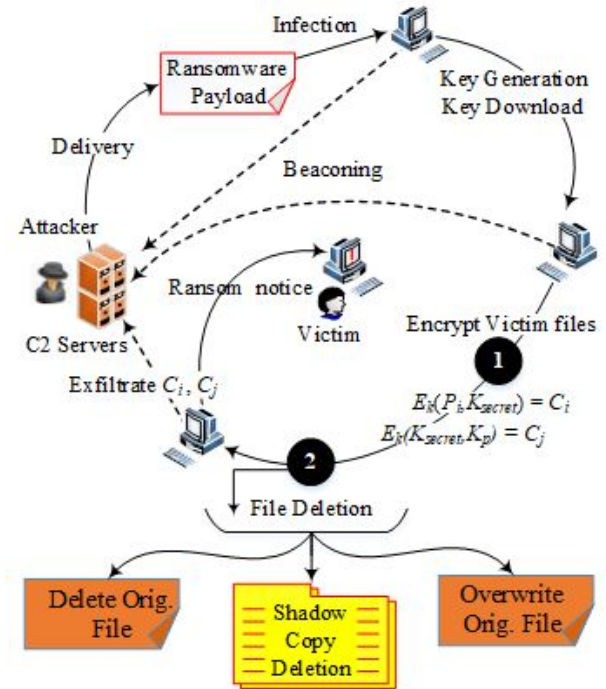 Infection
Ransomware
Payload
Key Generation
Key Download
Delivery
Beaconing
Attacker
Ransom notice
Victim
C2 Servers
Encrypt Victim files
1
Exfiltrate Ci, Cj
Ek(Pi,Ksecret) = Ci
Ek(Ksecret,Kp) = Cj
2
File Deletion
Delete Orig.
File
Shadow
Copy
Deletion
Overwrite
Orig. File